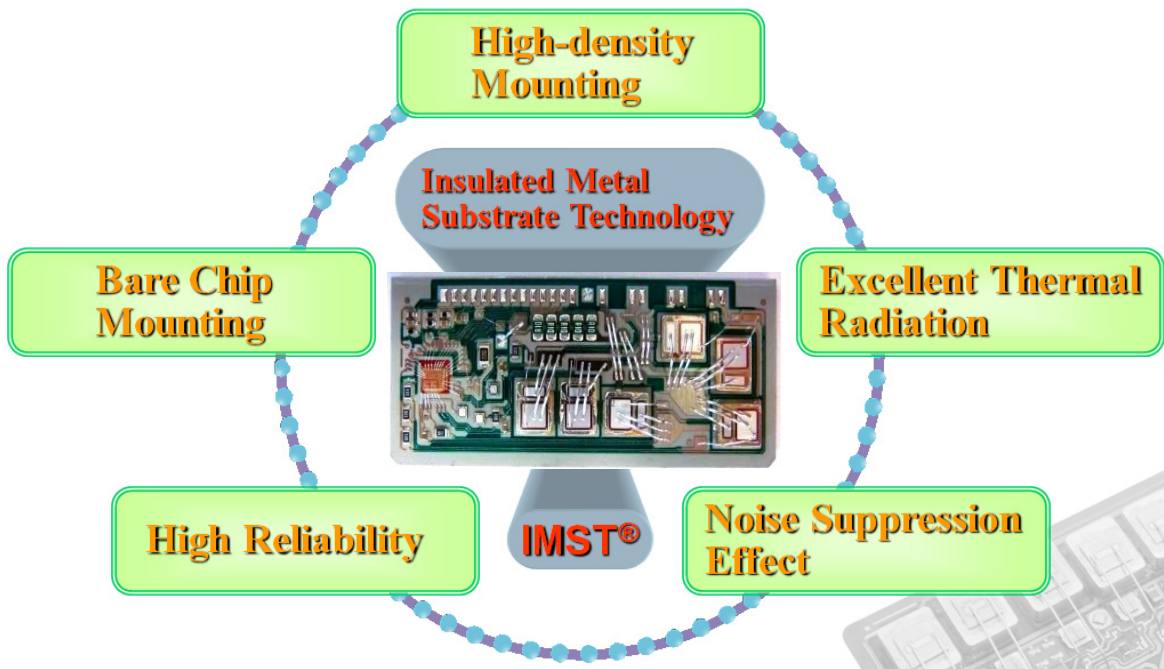 High-density
Mounting
Insulated Metal
Substrate Technology
Bare Chip
Mounting
Excellent Thermal
Radiation
High Reliability
IMST®
Noise Suppression
Effect